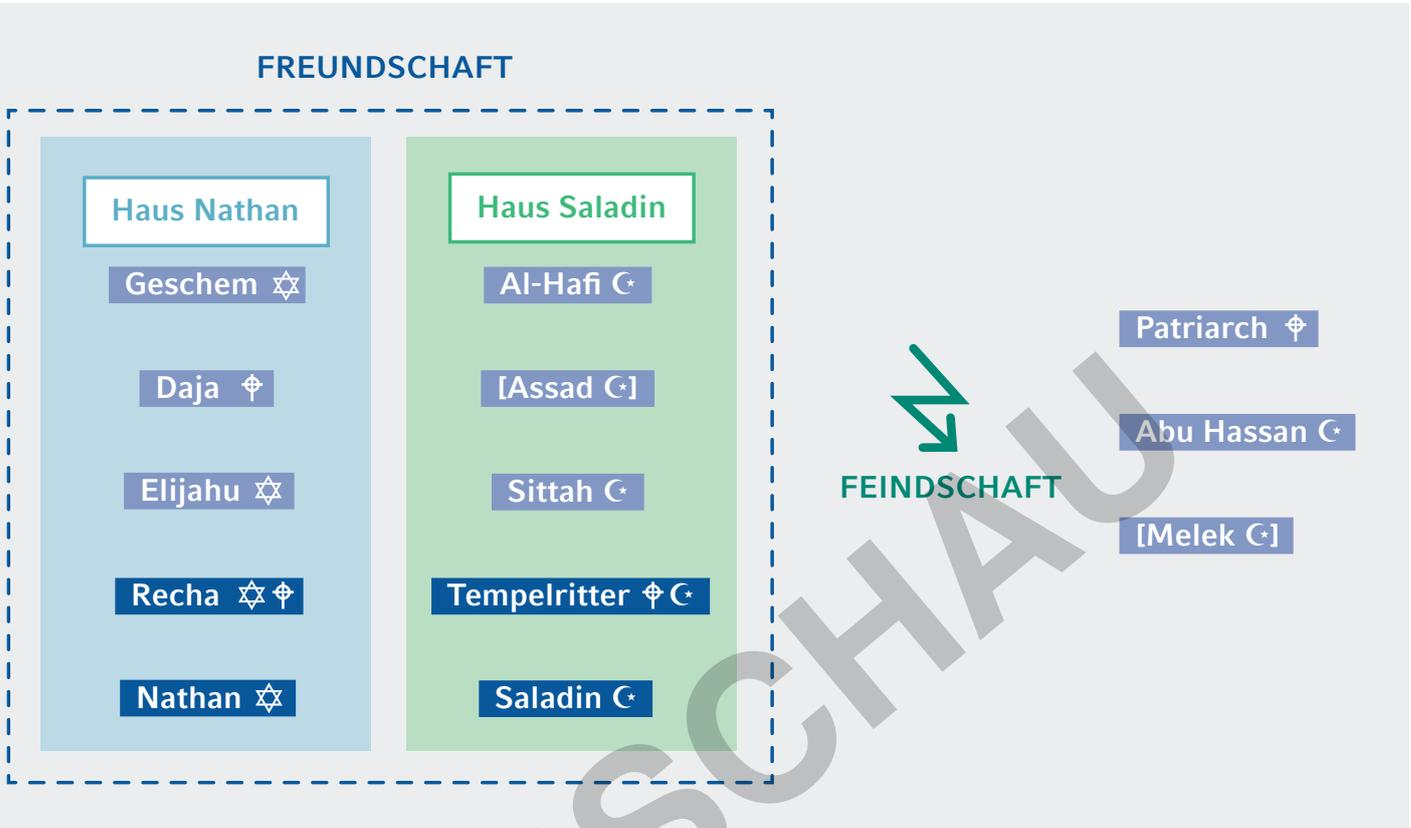 FREUNDSCHAFT
Haus Nathan
Geschem ✡
Daja ⌖
Elijahu ✡
Recha ✡ ⌖
Nathan ✡
Haus Saladin
Al-Hafi ☪
[Assad ☪]
Sittah ☪
Tempelritter ⌖ ☪
Saladin ☪
FEINDSCHAFT
Patriarch ⌖
Abu Hassan ☪
[Melek ☪]
SCHAU